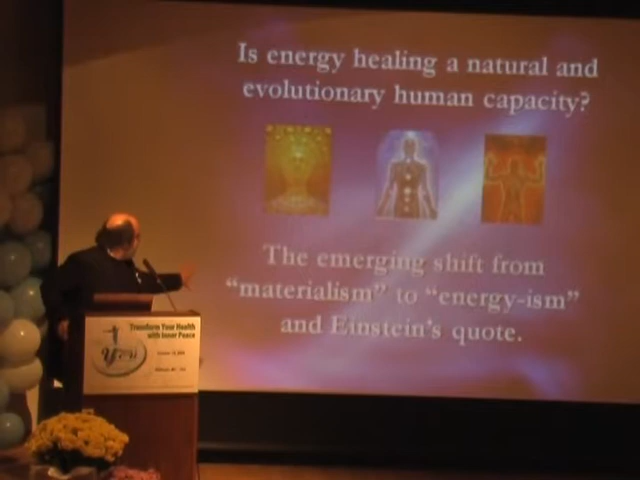 Is energy healing a natural and
evolutionary human capacity?
The emerging shift from
“materialism” to “energy-ism”
and Einstein's quote.
Transform Your Health
with Inner Peace